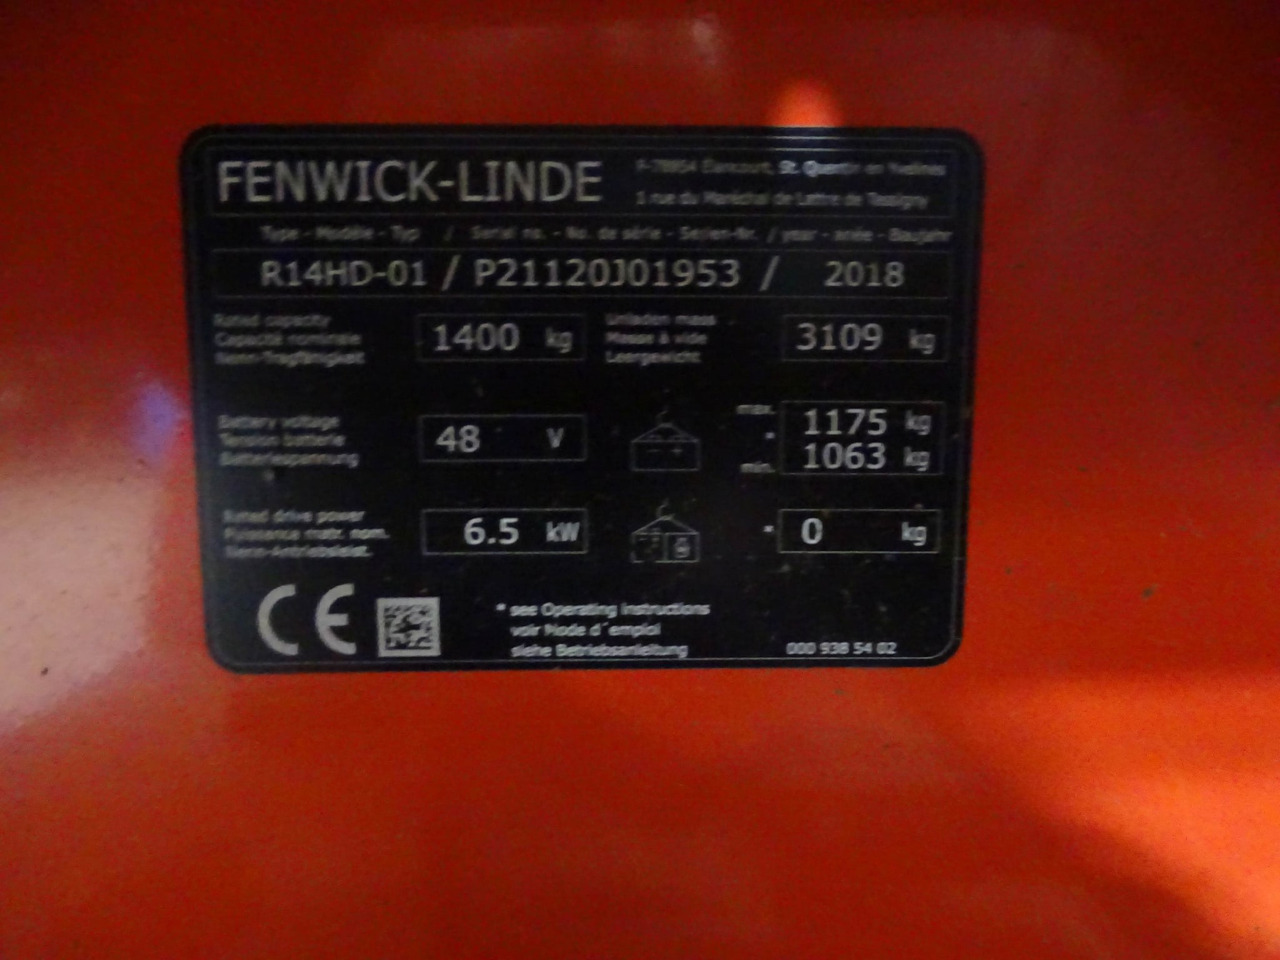 FENWICK-LINDE
F-78854 Elancourt, St. Quentin en Yvelines
1 rue du Maréchal de Lattre de Tassigny
Type - Modèle - Typ / Serial no. - No. de série - Serien-Nr. / year - année - Baujahr
R14HD-01 / P21120J01953 / 2018
Rated capacity
Capacité nominale
Nenn-Tragfähigkeit
1400 kg
Unladen mass
Masse à vide
Leergewicht
3109 kg
Battery voltage
Tension batterie
Batteriespannung
48 V
max. 1175 kg
*
min. 1063 kg
Rated drive power
Puissance motr. nom.
Nenn-Antriebsleist.
6.5 kW
* 0 kg
CE
* see Operating instructions
voir Mode d´emploi
siehe Betriebsanleitung
000 938 54 02